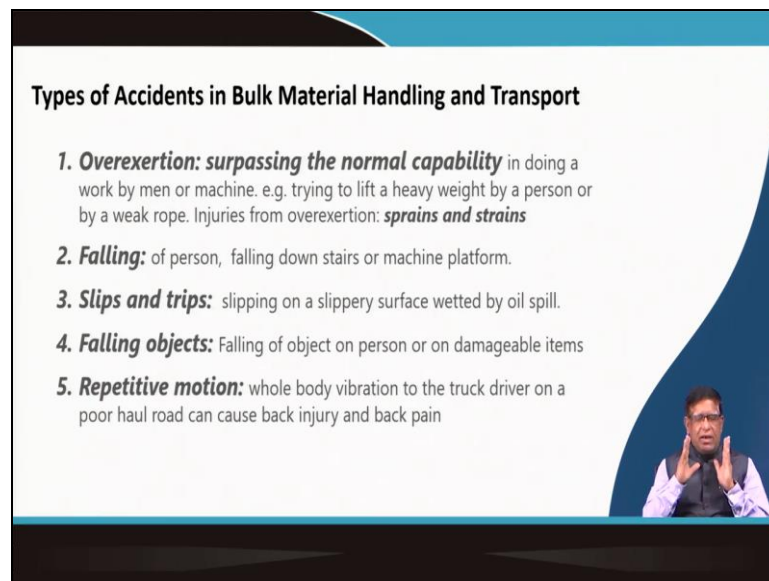 Types of Accidents in Bulk Material Handling and Transport
1. Overexertion: surpassing the normal capability in doing a
work by men or machine. e.g. trying to lift a heavy weight by a person or
by a weak rope. Injuries from overexertion: sprains and strains
2. Falling: of person, falling down stairs or machine platform.
3. Slips and trips: slipping on a slippery surface wetted by oil spill.
4. Falling objects: Falling of object on person or on damageable items
5. Repetitive motion: whole body vibration to the truck driver on a
poor haul road can cause back injury and back pain